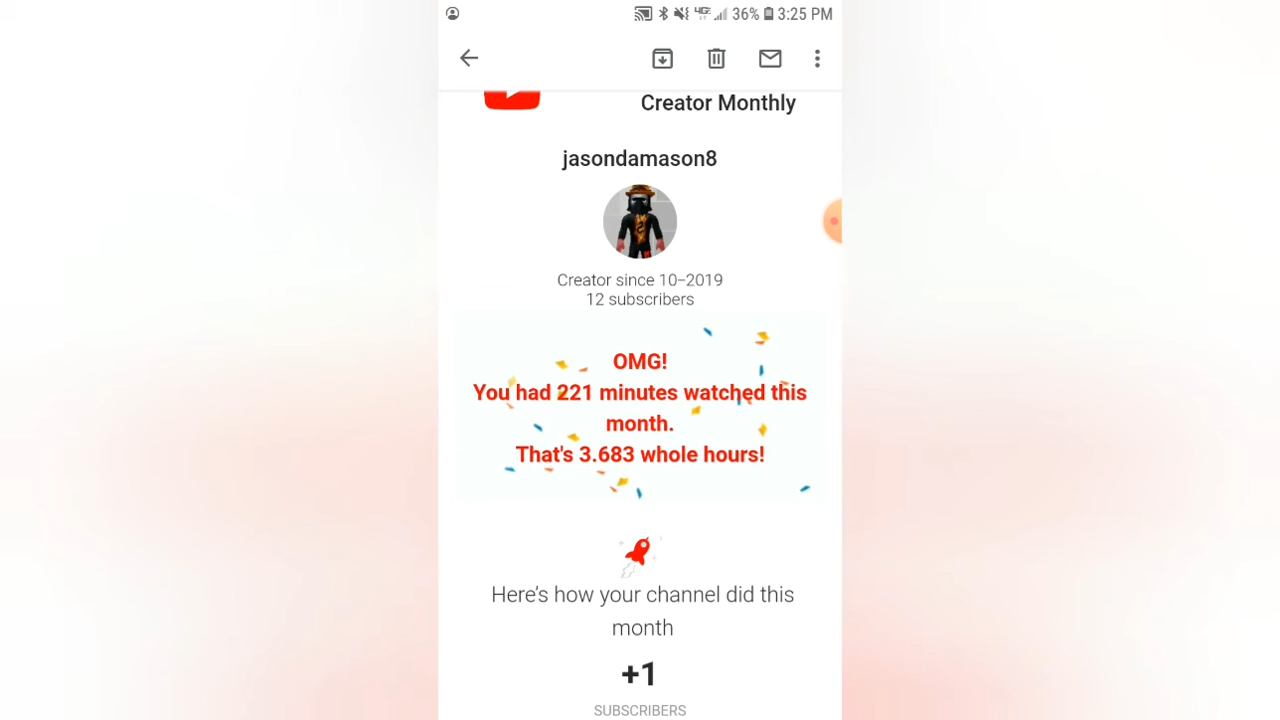 4G 36% 3:25 PM
Creator Monthly
jasondamason8
Creator since 10-2019
12 subscribers
OMG!
You had 221 minutes watched this
month.
That's 3.683 whole hours!
Here's how your channel did this
month
+1
SUBSCRIBERS